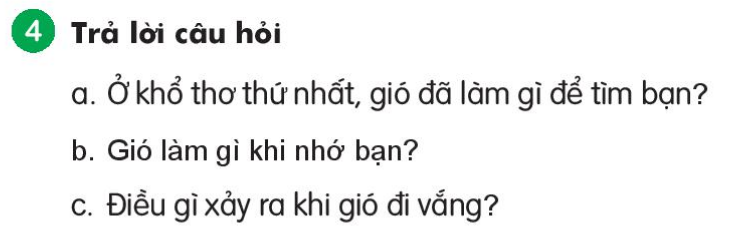 4 Trả lời câu hỏi
a. Ở khổ thơ thứ nhất, gió đã làm gì để tìm bạn?
b. Gió làm gì khi nhớ bạn?
c. Điều gì xảy ra khi gió đi vắng?